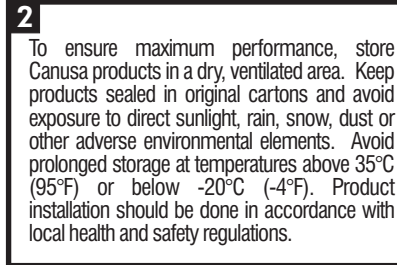 2
To ensure maximum performance, store
Canusa products in a dry, ventilated area. Keep
products sealed in original cartons and avoid
exposure to direct sunlight, rain, snow, dust or
other adverse environmental elements. Avoid
prolonged storage at temperatures above 35°C
(95°F) or below -20°C (-4°F). Product
installation should be done in accordance with
local health and safety regulations.